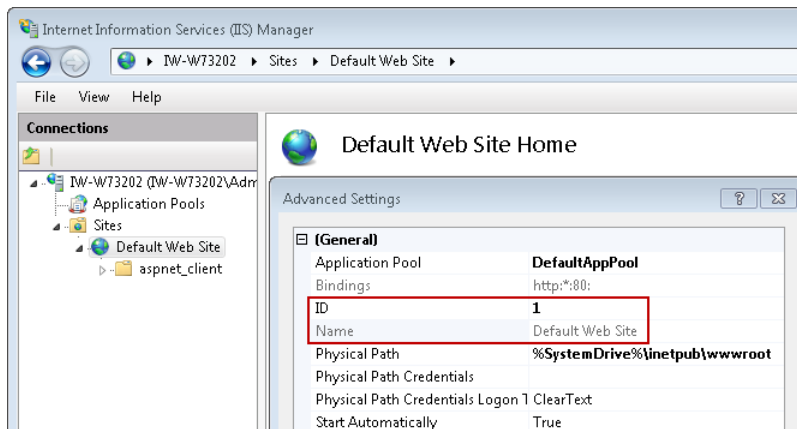 Internet Information Services (IIS) Manager
IW-W73202 Sites Default Web Site
File View Help
Connections
IW-W73202 (IW-W73202\Adm
Application Pools
Sites
Default Web Site
aspnet_client
Default Web Site Home
Advanced Settings
(General)
Application Pool DefaultAppPool
Bindings http:*:80:
ID 1
Name Default Web Site
Physical Path %SystemDrive%\inetpub\wwwroot
Physical Path Credentials
Physical Path Credentials Logon T ClearText
Start Automatically True